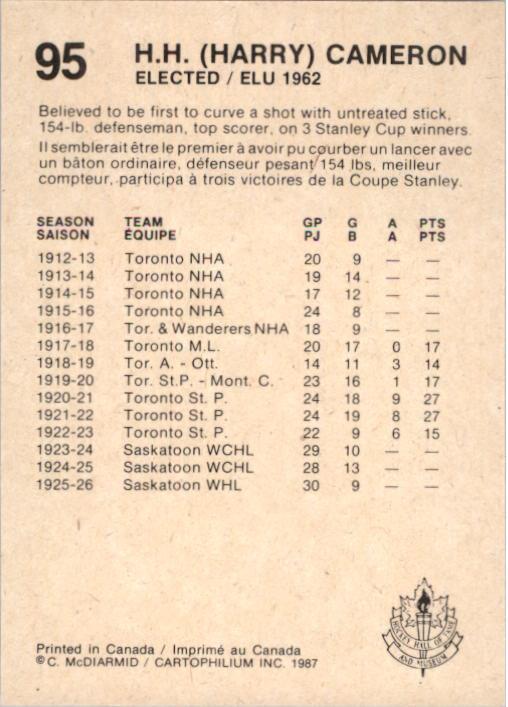 95
H.H. (HARRY) CAMERON
ELECTED / ELU 1962
Believed to be first to curve a shot with untreated stick,
154-lb. defenseman, top scorer, on 3 Stanley Cup winners.
Il semblerait être le premier à avoir pu courber un lancer avec
un bâton ordinaire, défenseur pesant 154 lbs, meilleur
compteur, participa à trois victoires de la Coupe Stanley.
SEASON TEAM GP G A PTS
SAISON ÉQUIPE PJ B A PTS
1912-13 Toronto NHA 20 9 — —
1913-14 Toronto NHA 19 14 — —
1914-15 Toronto NHA 17 12 — —
1915-16 Toronto NHA 24 8 — —
1916-17 Tor. & Wanderers NHA 18 9 — —
1917-18 Toronto M.L. 20 17 0 17
1918-19 Tor. A. - Ott. 14 11 3 14
1919-20 Tor. St.P. - Mont. C. 23 16 1 17
1920-21 Toronto St. P. 24 18 9 27
1921-22 Toronto St. P. 24 19 8 27
1922-23 Toronto St. P. 22 9 6 15
1923-24 Saskatoon WCHL 29 10 — —
1924-25 Saskatoon WCHL 28 13 — —
1925-26 Saskatoon WHL 30 9 — —
HOCKEY HALL OF FAME
AND MUSEUM
Printed in Canada / Imprimé au Canada
© C. McDIARMID / CARTOPHILIUM INC. 1987